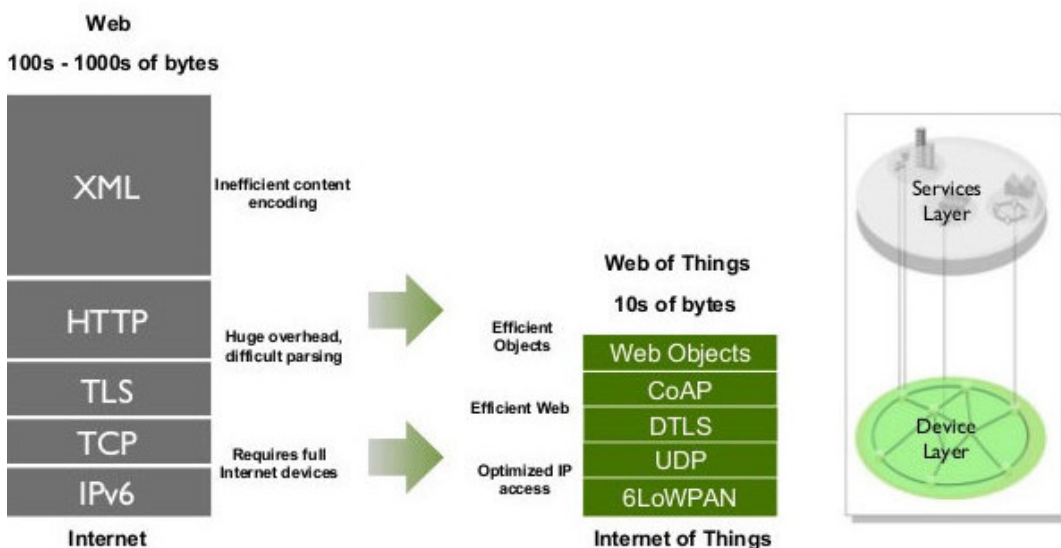 Web
100s - 1000s of bytes
XML
Inefficient content
encoding
HTTP
Huge overhead,
difficult parsing
TLS
TCP
Requires full
Internet devices
IPv6
Internet
Web of Things
10s of bytes
Efficient
Objects
Web Objects
Efficient Web
CoAP
DTLS
UDP
Optimized IP
access
6LoWPAN
Internet of Things
Services
Layer
Device
Layer